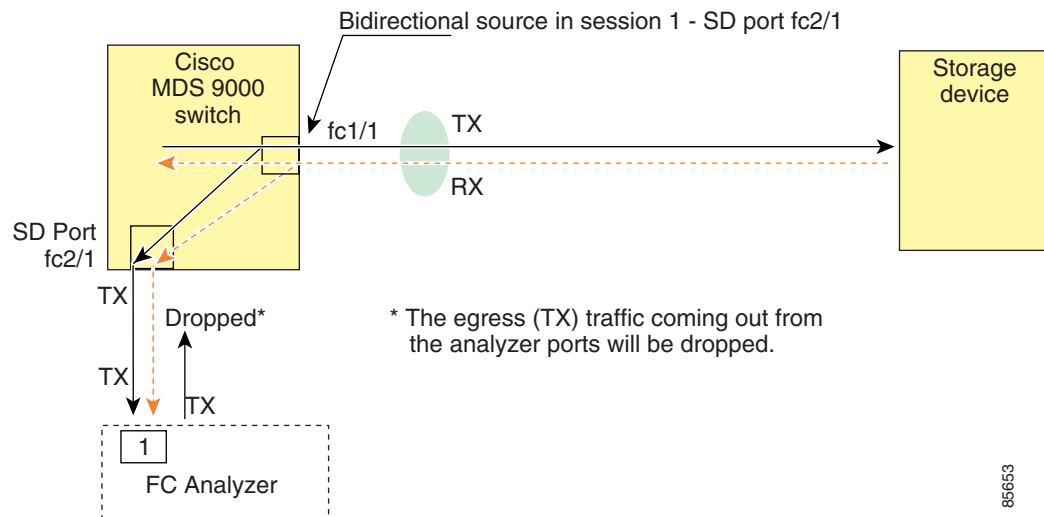 Bidirectional source in session 1 - SD port fc2/1
Cisco
MDS 9000
switch
Storage
device
fc1/1
TX
RX
SD Port
fc2/1
TX
Dropped*
* The egress (TX) traffic coming out from
the analyzer ports will be dropped.
TX
TX
1
FC Analyzer
85653